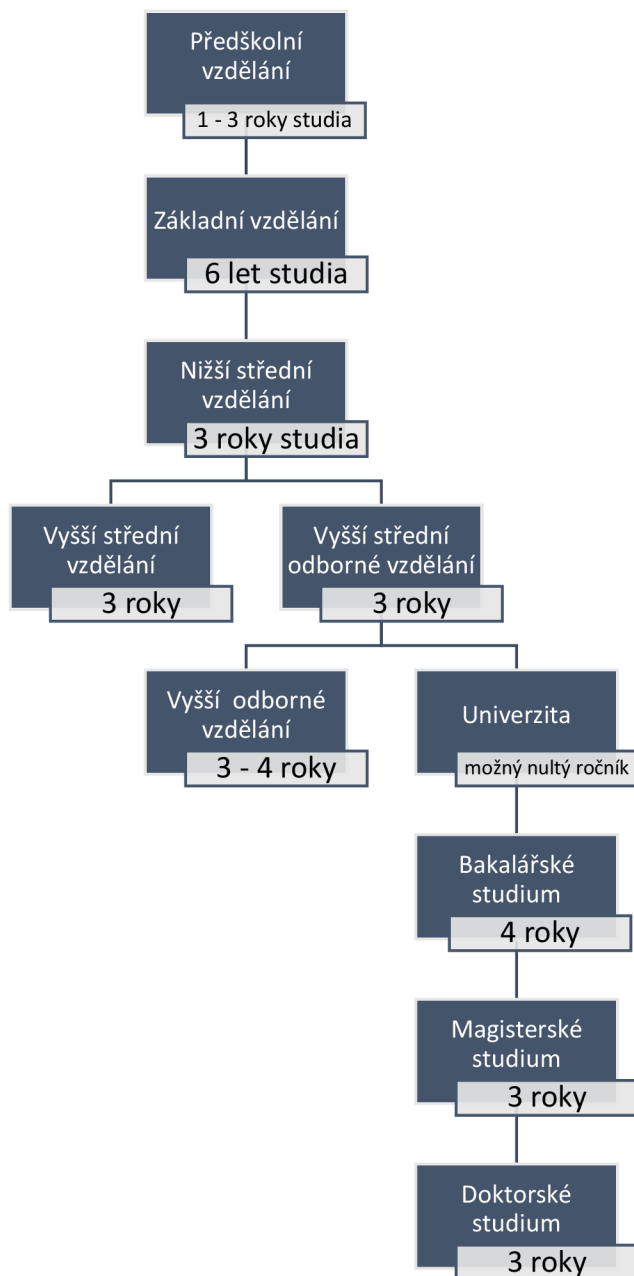 Předškolní
vzdělání
1 - 3 roky studia
Základní vzdělání
6 let studia
Nižší střední
vzdělání
3 roky studia
Vyšší střední
vzdělání
3 roky
Vyšší střední
odborné vzdělání
3 roky
Vyšší odborné
vzdělání
3 - 4 roky
Univerzita
možný nultý ročník
Bakalářské
studium
4 roky
Magisterské
studium
3 roky
Doktorské
studium
3 roky